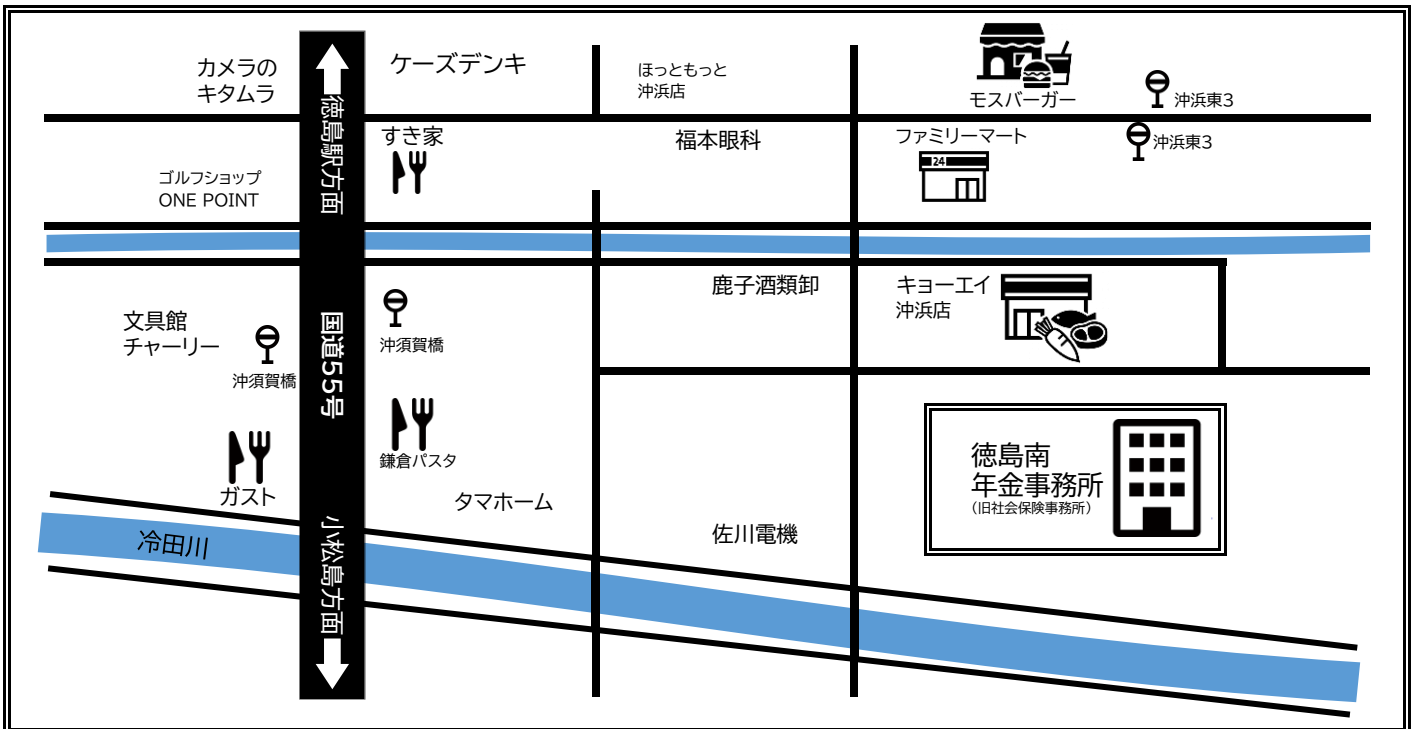 カメラの
キタムラ
徳島駅方面
ケーズデンキ
ほっともっと
沖浜店
モスバーガー
沖浜東3
すき家
福本眼科
ファミリーマート
24
沖浜東3
ゴルフショップ
ONE POINT
国道55号
文具館
チャーリー
沖須賀橋
沖須賀橋
鹿子酒類卸
キョーエイ
沖浜店
ガスト
鎌倉パスタ
タマホーム
佐川電機
徳島南
年金事務所
(旧社会保険事務所)
冷田川
小松島方面